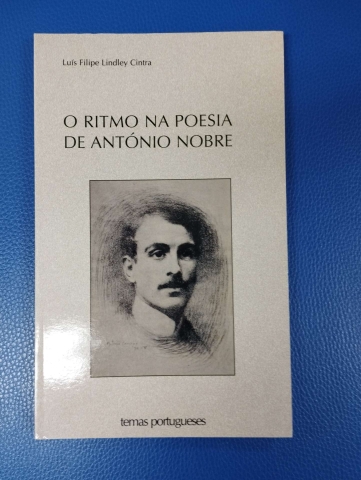 Luís Filipe Lindley Cintra
O RITMO NA POESIA
DE ANTÓNIO NOBRE
temas portugueses